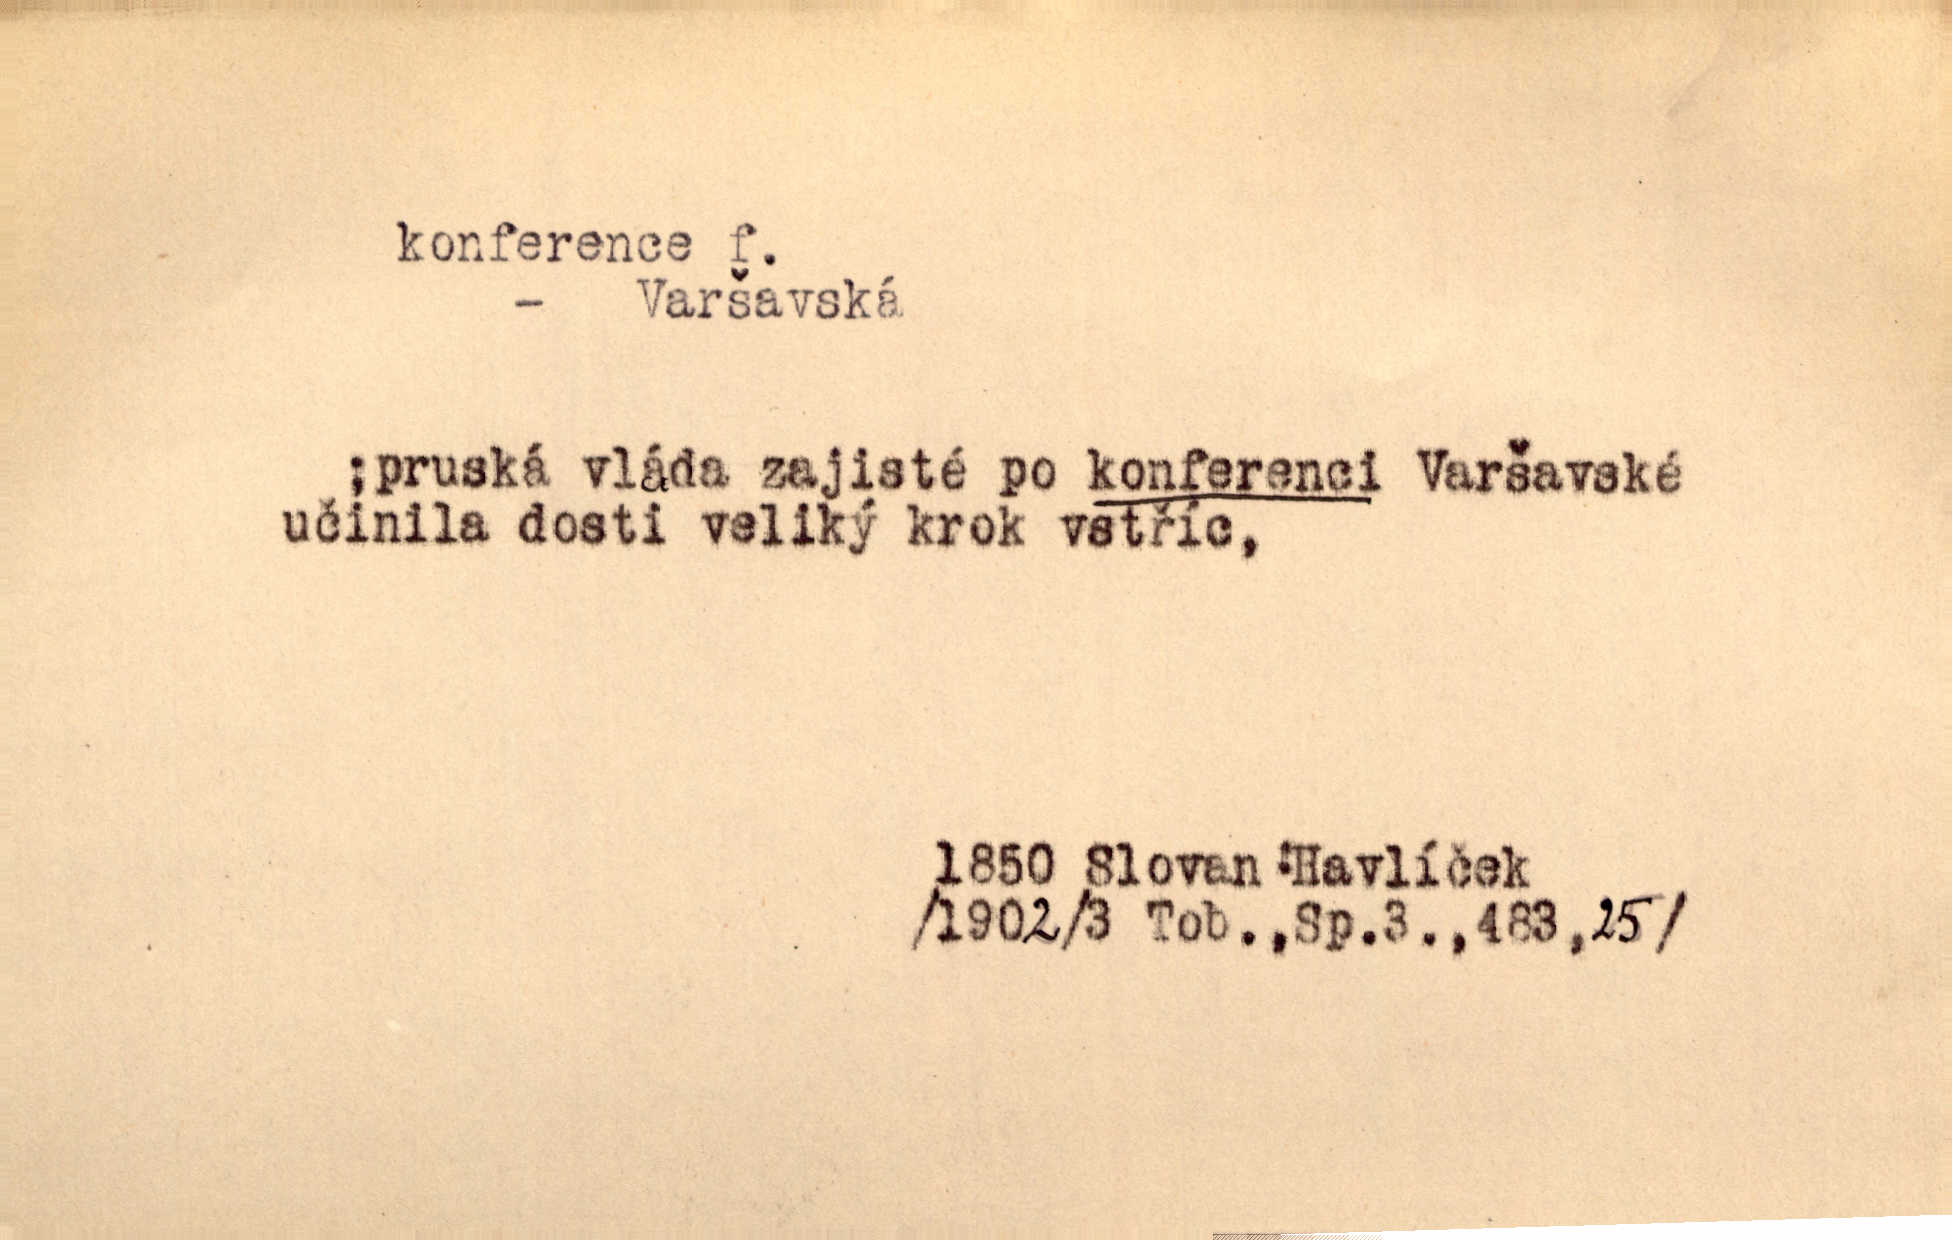 konference f.
- Varšavská
;pruská vláda zajisté po konferenci Varšavské
učinila dosti veliký krok vstříc,
1850 Slovan :Havlíček
/1902/3 Tob.,Sp.3.,483,25/